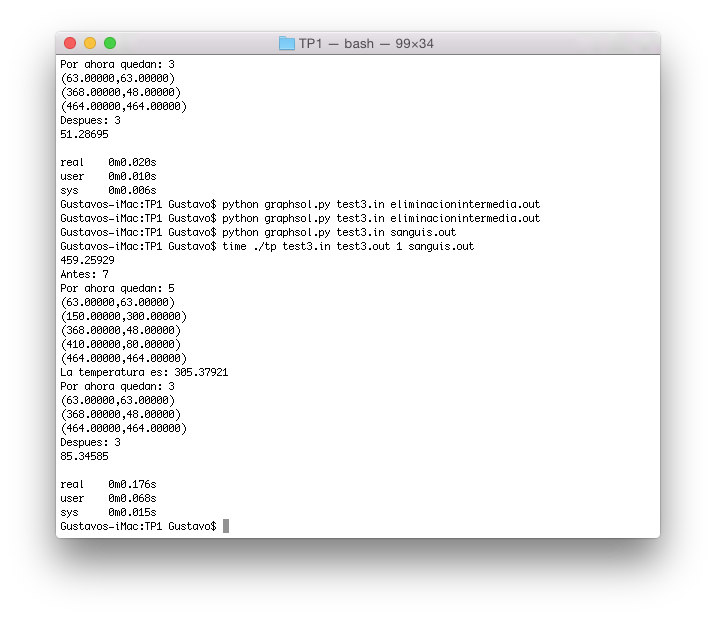 TP1 — bash — 99×34
Por ahora quedan: 3
(63.00000,63.00000)
(368.00000,48.00000)
(464.00000,464.00000)
Despues: 3
51.28695
real    0m0.020s
user    0m0.010s
sys     0m0.006s
Gustavos-iMac:TP1 Gustavo$ python graphsol.py test3.in eliminacionintermedia.out
Gustavos-iMac:TP1 Gustavo$ python graphsol.py test3.in eliminacionintermedia.out
Gustavos-iMac:TP1 Gustavo$ python graphsol.py test3.in sanguis.out
Gustavos-iMac:TP1 Gustavo$ time ./tp test3.in test3.out 1 sanguis.out
459.25929
Antes: 7
Por ahora quedan: 5
(63.00000,63.00000)
(150.00000,300.00000)
(368.00000,48.00000)
(410.00000,80.00000)
(464.00000,464.00000)
La temperatura es: 305.37921
Por ahora quedan: 3
(63.00000,63.00000)
(368.00000,48.00000)
(464.00000,464.00000)
Despues: 3
85.34585
real    0m0.176s
user    0m0.068s
sys     0m0.015s
Gustavos-iMac:TP1 Gustavo$